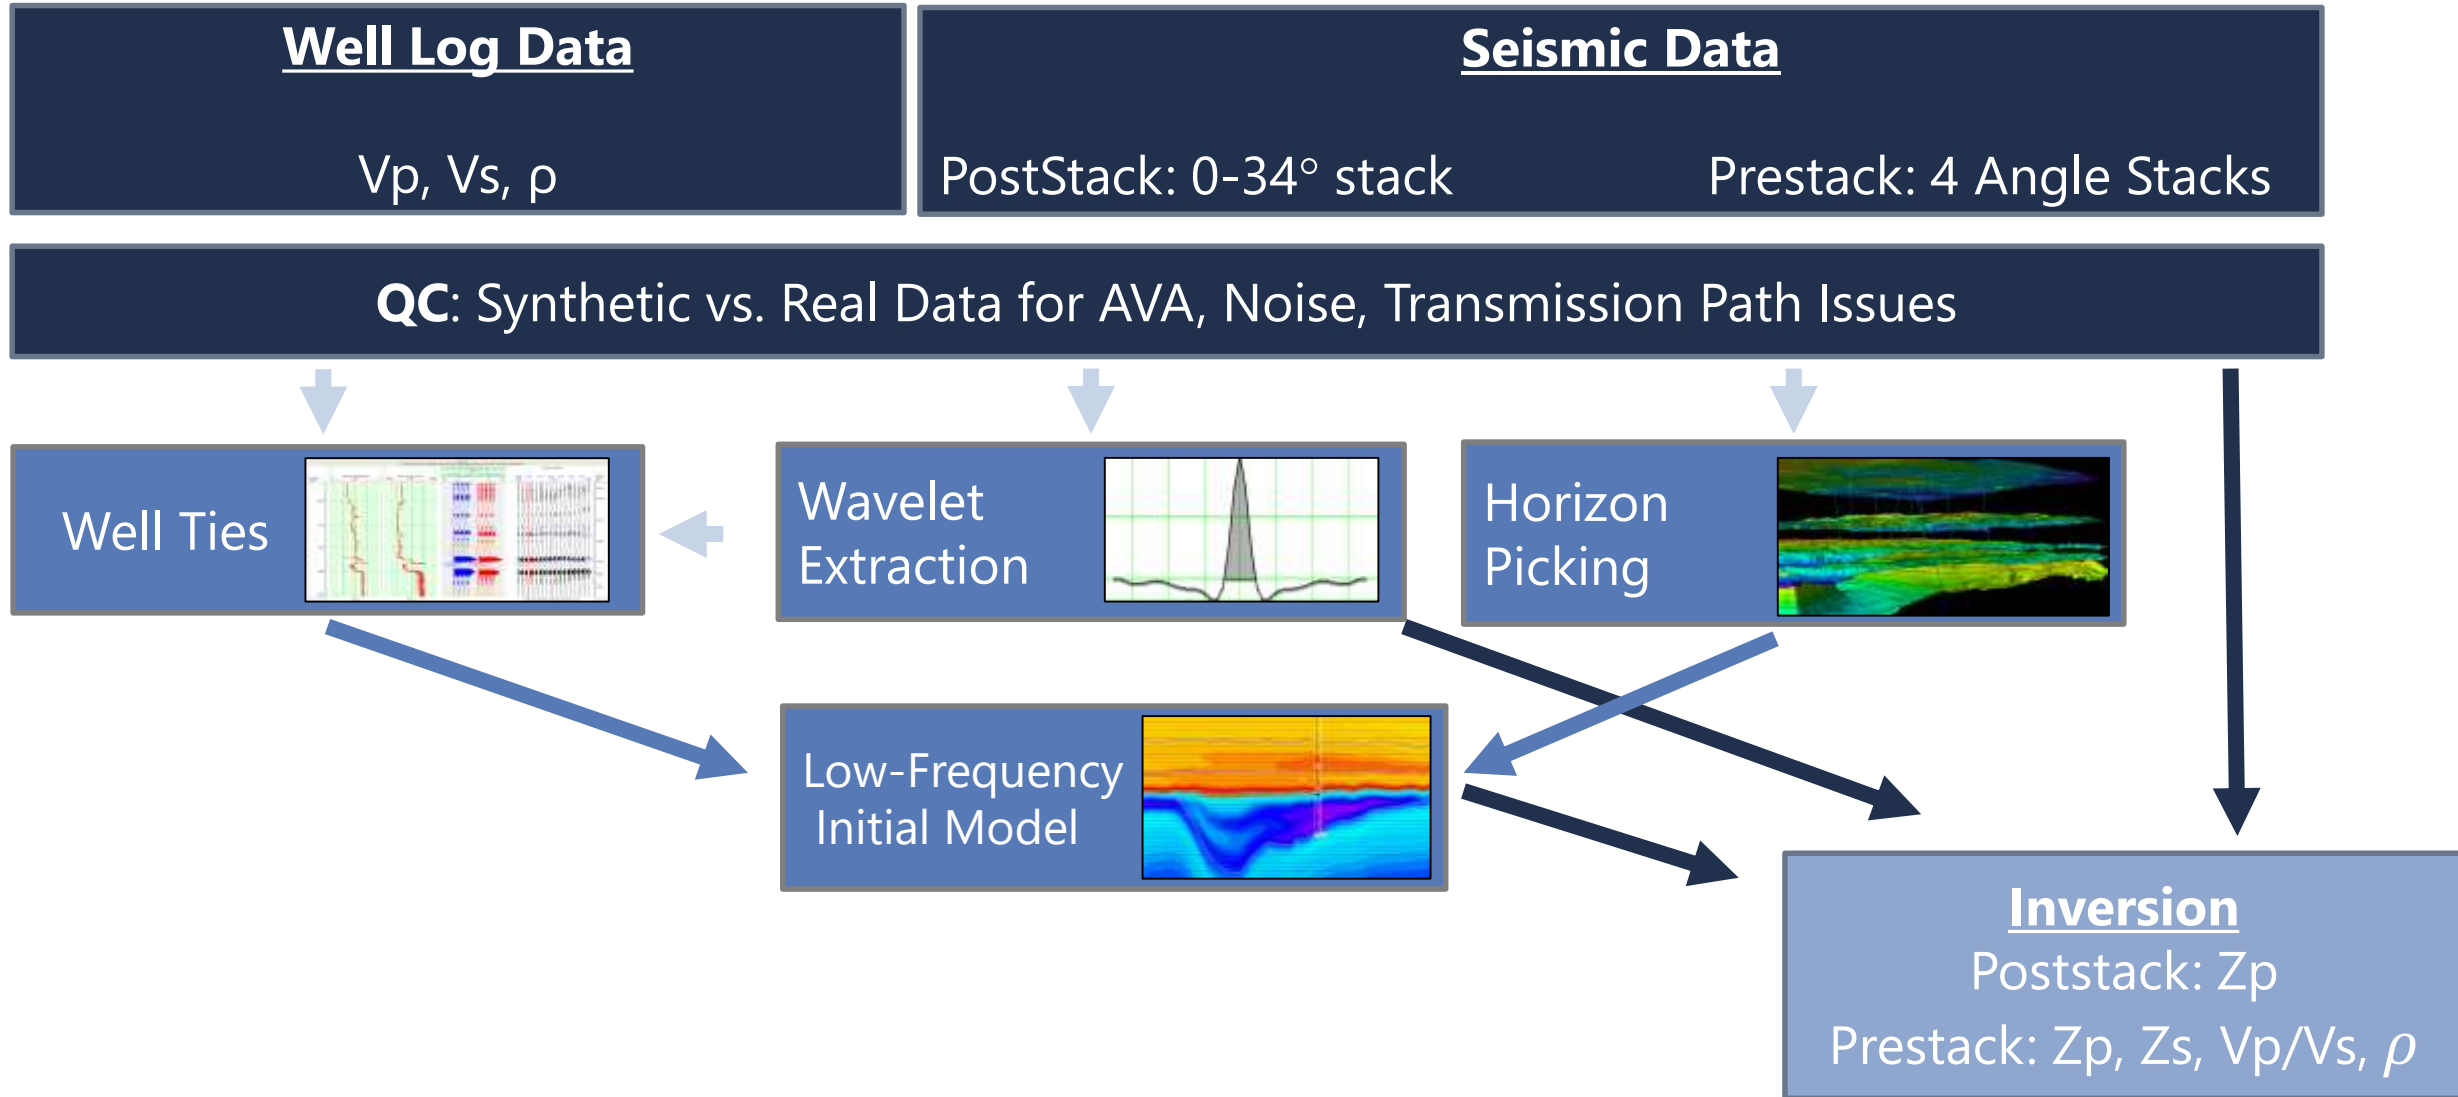 Well Log Data
Vp, Vs, ρ
Seismic Data
PostStack: 0-34° stack
Prestack: 4 Angle Stacks
QC: Synthetic vs. Real Data for AVA, Noise, Transmission Path Issues
Well Ties
Wavelet
Extraction
Horizon
Picking
Low-Frequency
Initial Model
Inversion
Poststack: Zp
Prestack: Zp, Zs, Vp/Vs, ρ